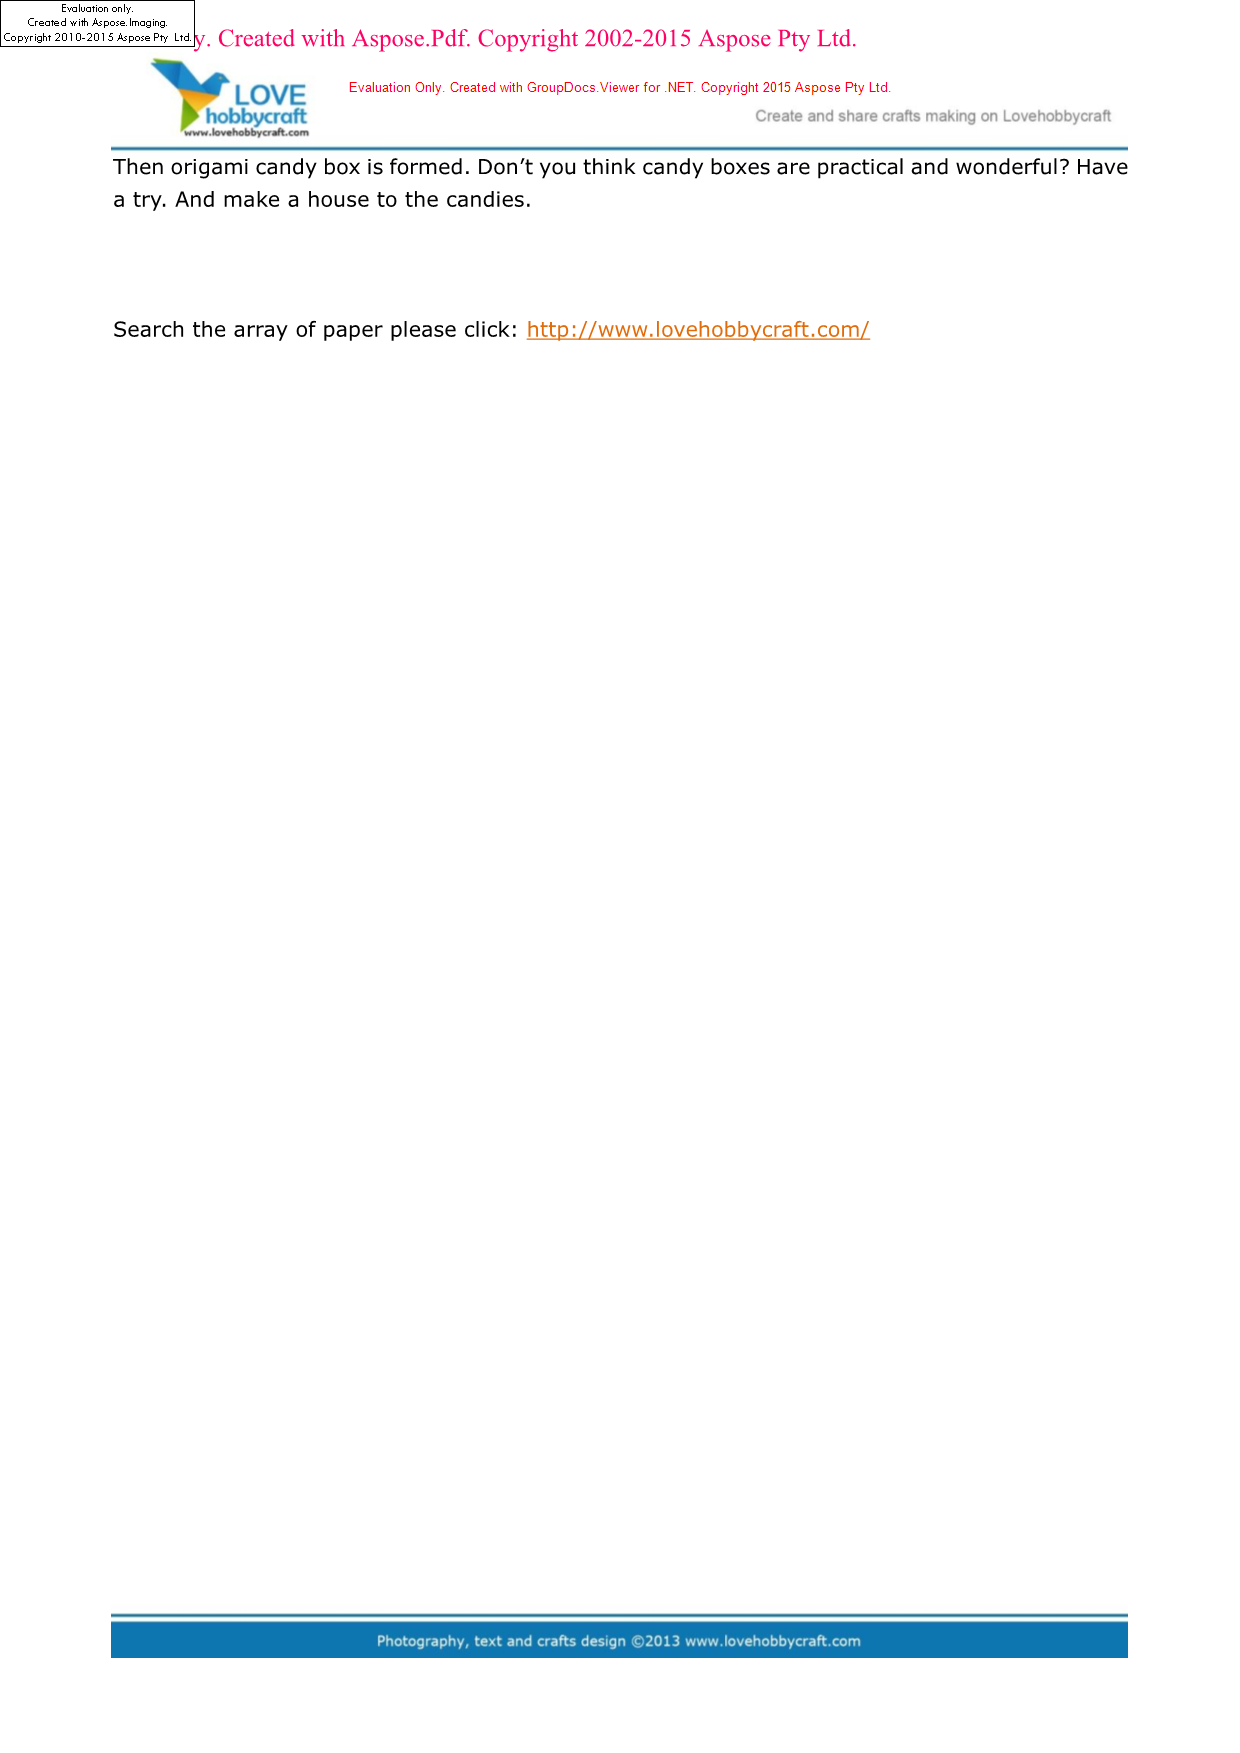 Evaluation only.
Created with Aspose.Imaging.
Copyright 2010-2015 Aspose Pty Ltd.
y. Created with Aspose.Pdf. Copyright 2002-2015 Aspose Pty Ltd.
LOVE
hobbycraft
www.lovehobbycraft.com
Evaluation Only. Created with GroupDocs.Viewer for .NET. Copyright 2015 Aspose Pty Ltd.
Create and share crafts making on Lovehobbycraft
Then origami candy box is formed. Don’t you think candy boxes are practical and wonderful? Have
a try. And make a house to the candies.
Search the array of paper please click: http://www.lovehobbycraft.com/
Photography, text and crafts design ©2013 www.lovehobbycraft.com